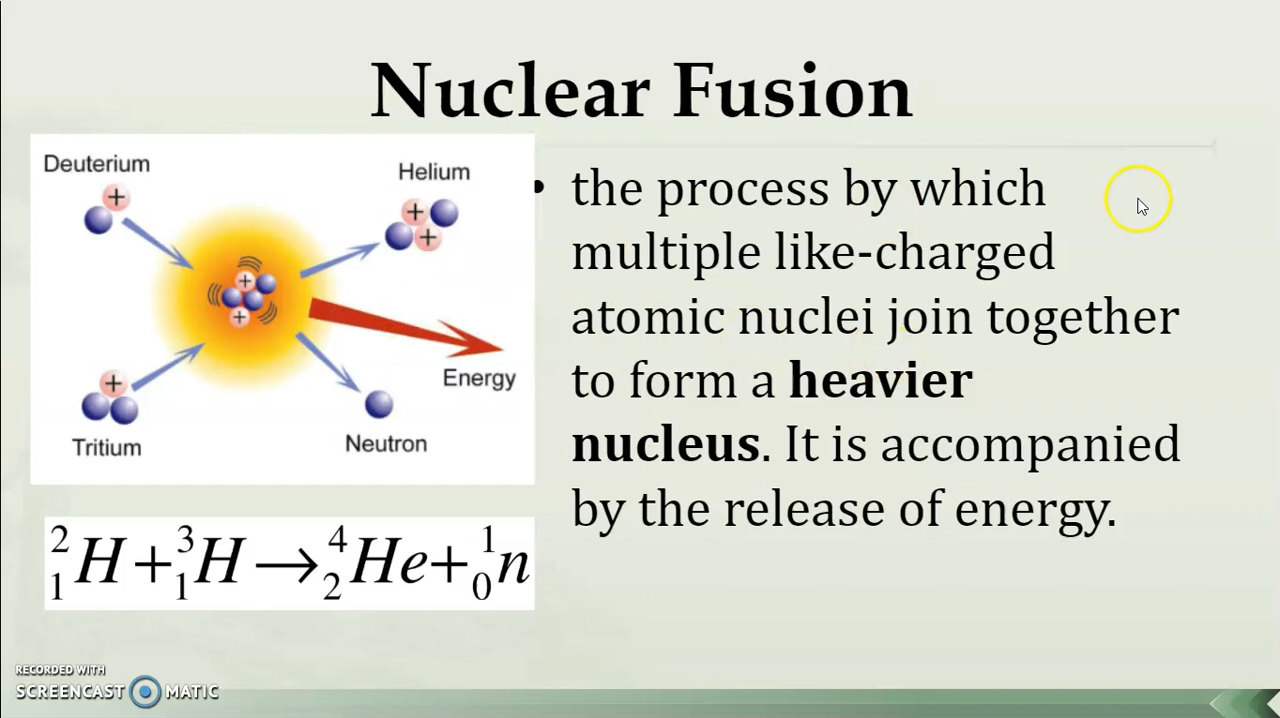 Nuclear Fusion
Deuterium
Helium
+
+
+
+
+
+
Energy
Tritium
Neutron
• the process by which
multiple like-charged
atomic nuclei join together
to form a heavier
nucleus. It is accompanied
by the release of energy.
²₁H+³₁H→⁴₂He+¹₀n
RECORDED WITH
SCREENCAST MATIC